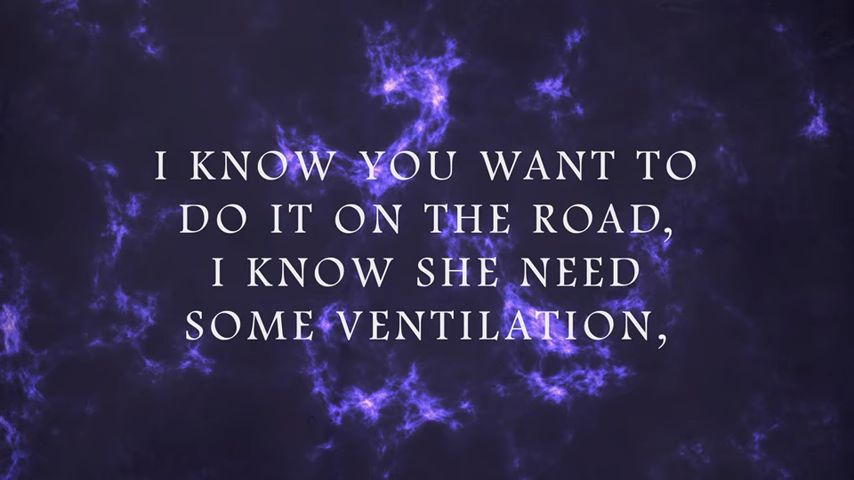 I KNOW YOU WANT TO
DO IT ON THE ROAD,
I KNOW SHE NEED
SOME VENTILATION,